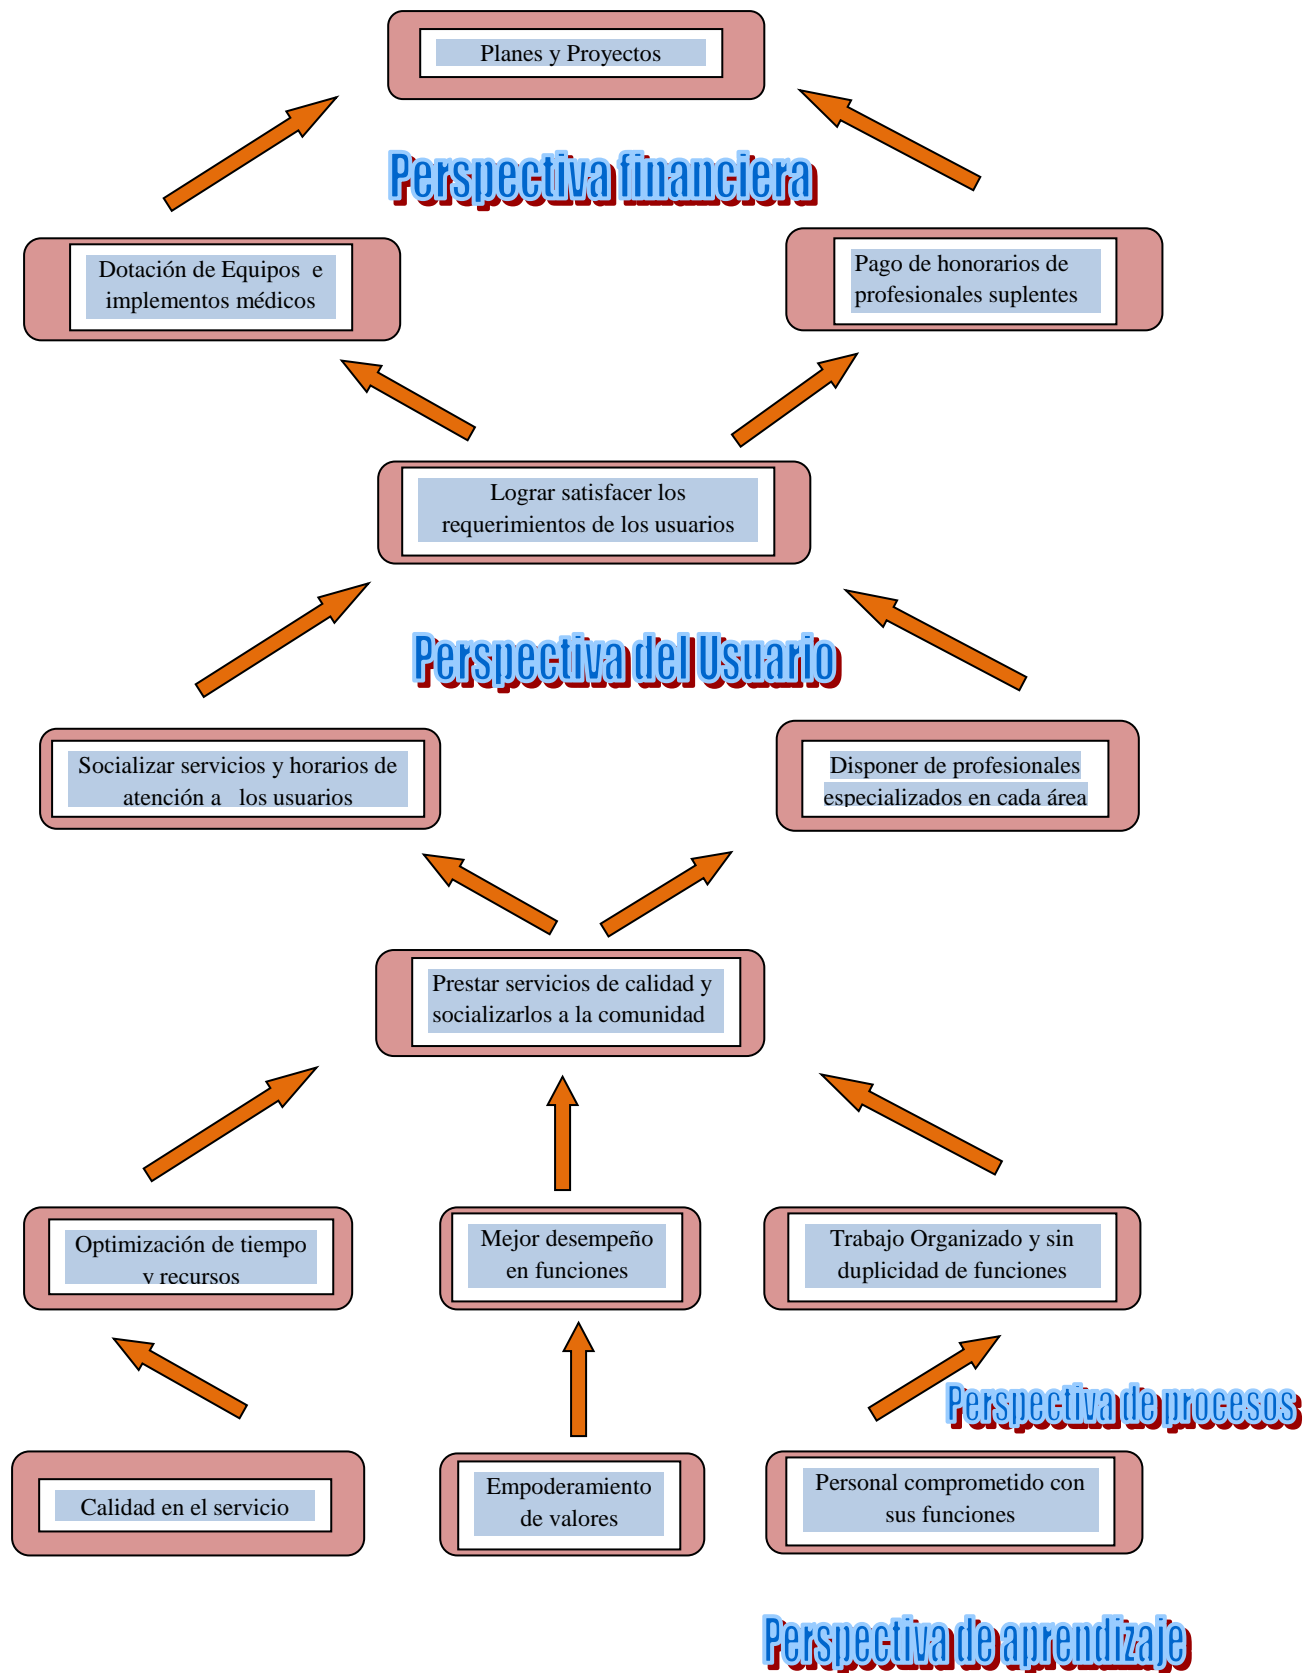 Planes y Proyectos
Perspectiva financiera
Dotación de Equipos e
implementos médicos
Pago de honorarios de
profesionales suplentes
Lograr satisfacer los
requerimientos de los usuarios
Perspectiva del Usuario
Socializar servicios y horarios de
atención a los usuarios
Disponer de profesionales
especializados en cada área
Prestar servicios de calidad y
socializarlos a la comunidad
Optimización de tiempo
y recursos
Mejor desempeño
en funciones
Trabajo Organizado y sin
duplicidad de funciones
Perspectiva de procesos
Calidad en el servicio
Empoderamiento
de valores
Personal comprometido con
sus funciones
Perspectiva de aprendizaje